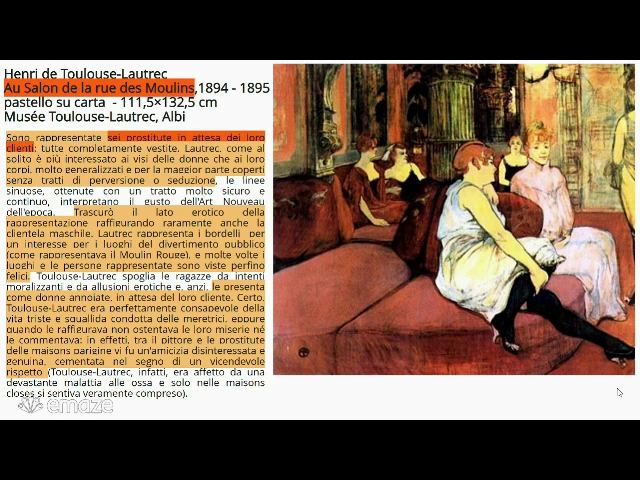 Henri de Toulouse-Lautrec
Au Salon de la rue des Moulins,1894 - 1895
pastello su carta - 111,5×132,5 cm
Musée Toulouse-Lautrec, Albi
Sono rappresentate sei prostitute in attesa dei loro
clienti: tutte completamente vestite. Lautrec, come al
solito è più interessato ai visi delle donne che ai loro
corpi, molto generalizzati e per la maggior parte coperti
senza tratti di perversione o seduzione, le linee
sinuose, ottenute con un tratto molto sicuro e
continuo, interpretano il gusto dell'Art Nouveau
dell'epoca. Trascurò il lato erotico della
rappresentazione raffigurando raramente anche la
clientela maschile. Lautrec rappresenta i bordelli per
un interesse per i luoghi del divertimento pubblico
(come rappresentava il Moulin Rouge), e molte volte i
luoghi e le persone rappresentate sono viste perfino
felici. Toulouse-Lautrec spoglia le ragazze da intenti
moralizzanti e da allusioni erotiche e, anzi, le presenta
come donne annoiate, in attesa del loro cliente. Certo,
Toulouse-Lautrec era perfettamente consapevole della
vita triste e squallida condotta delle meretrici, eppure
quando le raffigurava non ostentava le loro miserie né
le commentava: in effetti, tra il pittore e le prostitute
delle maisons parigine vi fu un'amicizia disinteressata e
genuina, cementata nel segno di un vicendevole
rispetto (Toulouse-Lautrec, infatti, era affetto da una
devastante malattia alle ossa e solo nelle maisons
closes si sentiva veramente compreso).
emaze